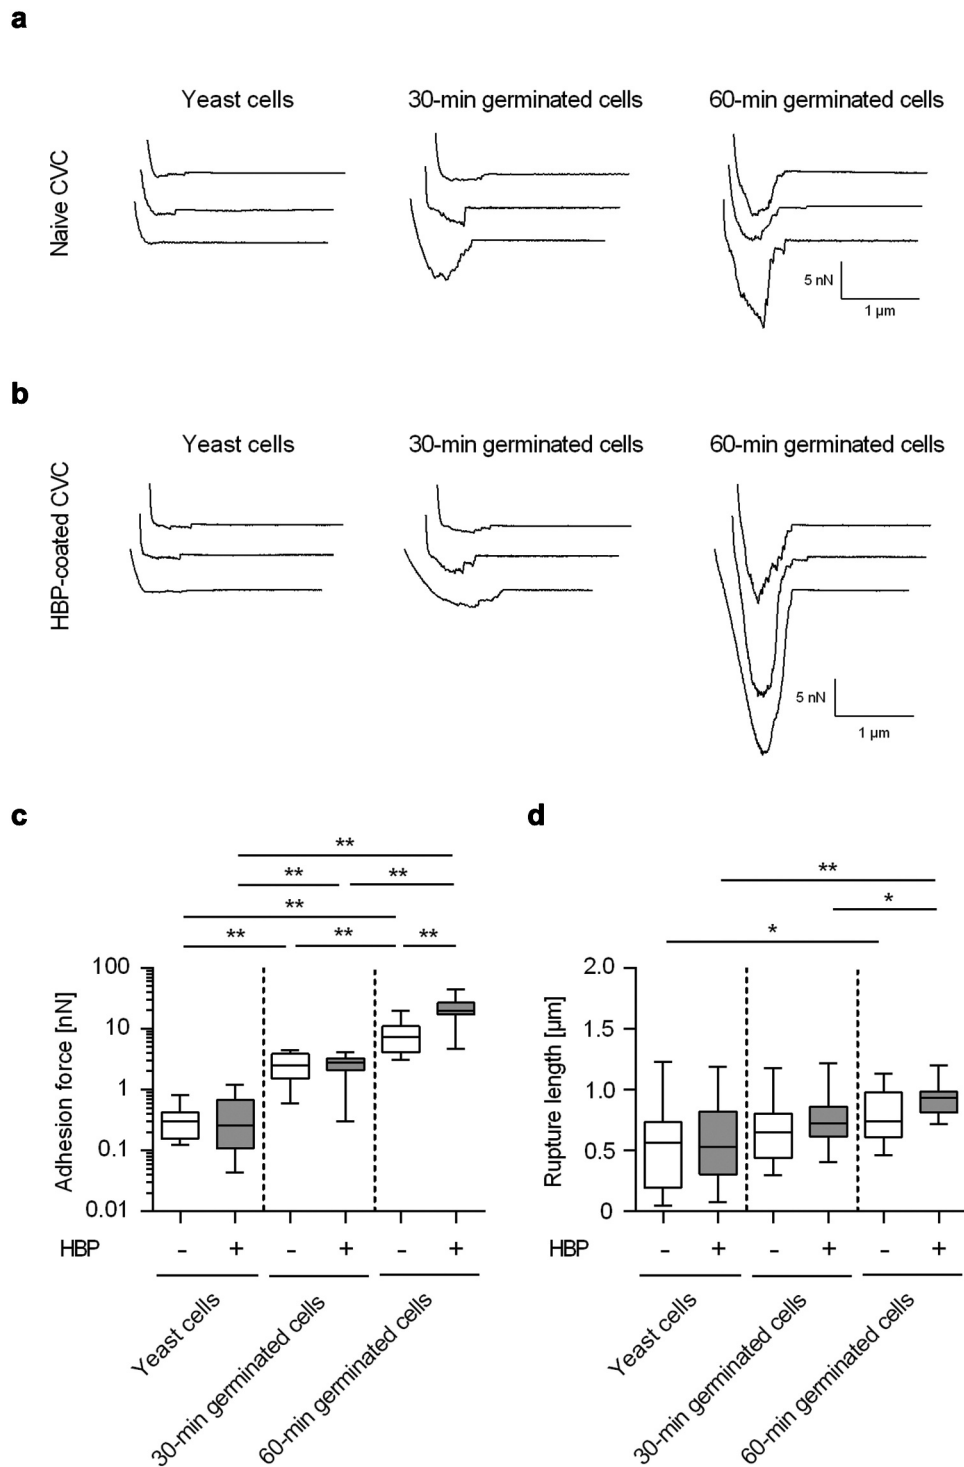 a
Yeast cells 30-min germinated cells 60-min germinated cells
Naive CVC
5 nN
1 µm
b
Yeast cells 30-min germinated cells 60-min germinated cells
HBP-coated CVC
5 nN
1 µm
c
**
** **
**
** ** **
Adhesion force [nN]
100
10
1
0.1
0.01
HBP - + - + - +
Yeast cells
30-min germinated cells
60-min germinated cells
d
**
*
*
Rupture length [µm]
2.0
1.5
1.0
0.5
0
HBP - + - + - +
Yeast cells
30-min germinated cells
60-min germinated cells